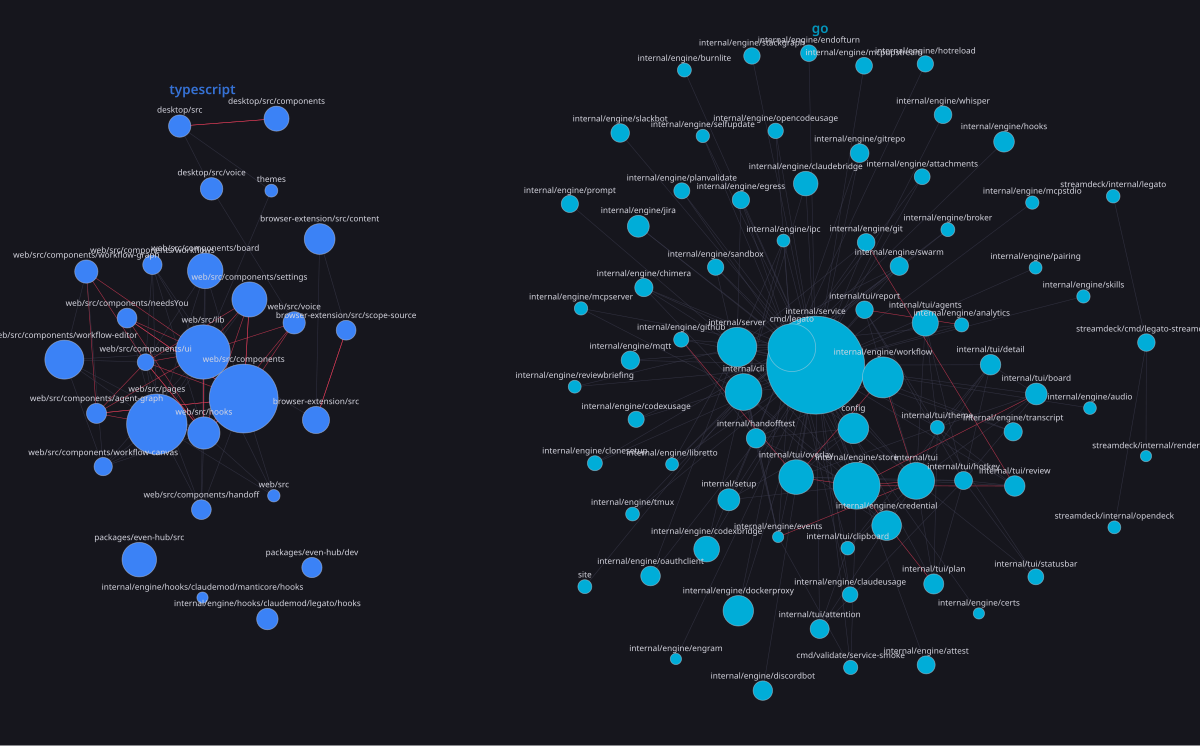 typescript
desktop/src
desktop/src/components
desktop/src/voice
themes
browser-extension/src/content
web/src/components/workflows
web/src/components/board
web/src/components/workflow-graph
web/src/components/settings
web/src/components/needsYou
web/src/voice
browser-extension/src/scope-source
web/src/lib
eb/src/components/workflow-editor
web/src/components/ui
web/src/components
web/src/pages
web/src/components/agent-graph
browser-extension/src
web/src/hooks
web/src/components/workflow-canvas
web/src
web/src/components/handoff
packages/even-hub/src
packages/even-hub/dev
internal/engine/hooks/claudemod/manticore/hooks
internal/engine/hooks/claudemod/legato/hooks
go
internal/engine/endofturn
internal/engine/stackgraph
internal/engine/mcpupstream
internal/engine/hotreload
internal/engine/burnlite
internal/engine/whisper
internal/engine/slackbot
internal/engine/selfupdate
internal/engine/opencodeusage
internal/engine/hooks
internal/engine/gitrepo
internal/engine/claudebridge
internal/engine/attachments
internal/engine/planvalidate
internal/engine/egress
internal/engine/prompt
internal/engine/mcpstdio
streamdeck/internal/legato
internal/engine/jira
internal/engine/broker
internal/engine/ipc
internal/engine/git
internal/engine/sandbox
internal/engine/swarm
internal/engine/pairing
internal/engine/chimera
internal/engine/skills
internal/engine/mcpserver
internal/tui/report
internal/tui/agents
internal/service
internal/engine/analytics
cmd/legato
internal/server
internal/engine/github
streamdeck/cmd/legato-streamd
internal/engine/mqtt
internal/engine/workflow
internal/tui/detail
internal/cli
internal/engine/reviewbriefing
internal/tui/board
internal/engine/audio
internal/engine/codexusage
config
internal/tui/theme
internal/engine/transcript
internal/handofftest
streamdeck/internal/render
internal/engine/clonesetup
internal/engine/libretto
internal/tui/overlay
internal/engine/store
internal/tui
internal/tui/hotkey
internal/tui/review
internal/setup
internal/engine/tmux
internal/engine/credential
streamdeck/internal/opendeck
internal/engine/events
internal/engine/codexbridge
internal/tui/clipboard
internal/engine/oauthclient
internal/tui/statusbar
site
internal/tui/plan
internal/engine/claudeusage
internal/engine/dockerproxy
internal/engine/certs
internal/tui/attention
internal/engine/engram
cmd/validate/service-smoke
internal/engine/attest
internal/engine/discordbot